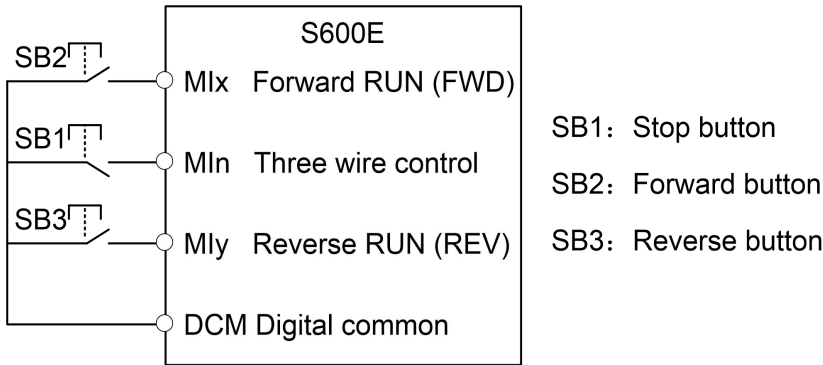 S600E
SB2
MIx Forward RUN (FWD)
SB1
MIn Three wire control
SB3
MIy Reverse RUN (REV)
DCM Digital common
SB1：Stop button
SB2：Forward button
SB3：Reverse button